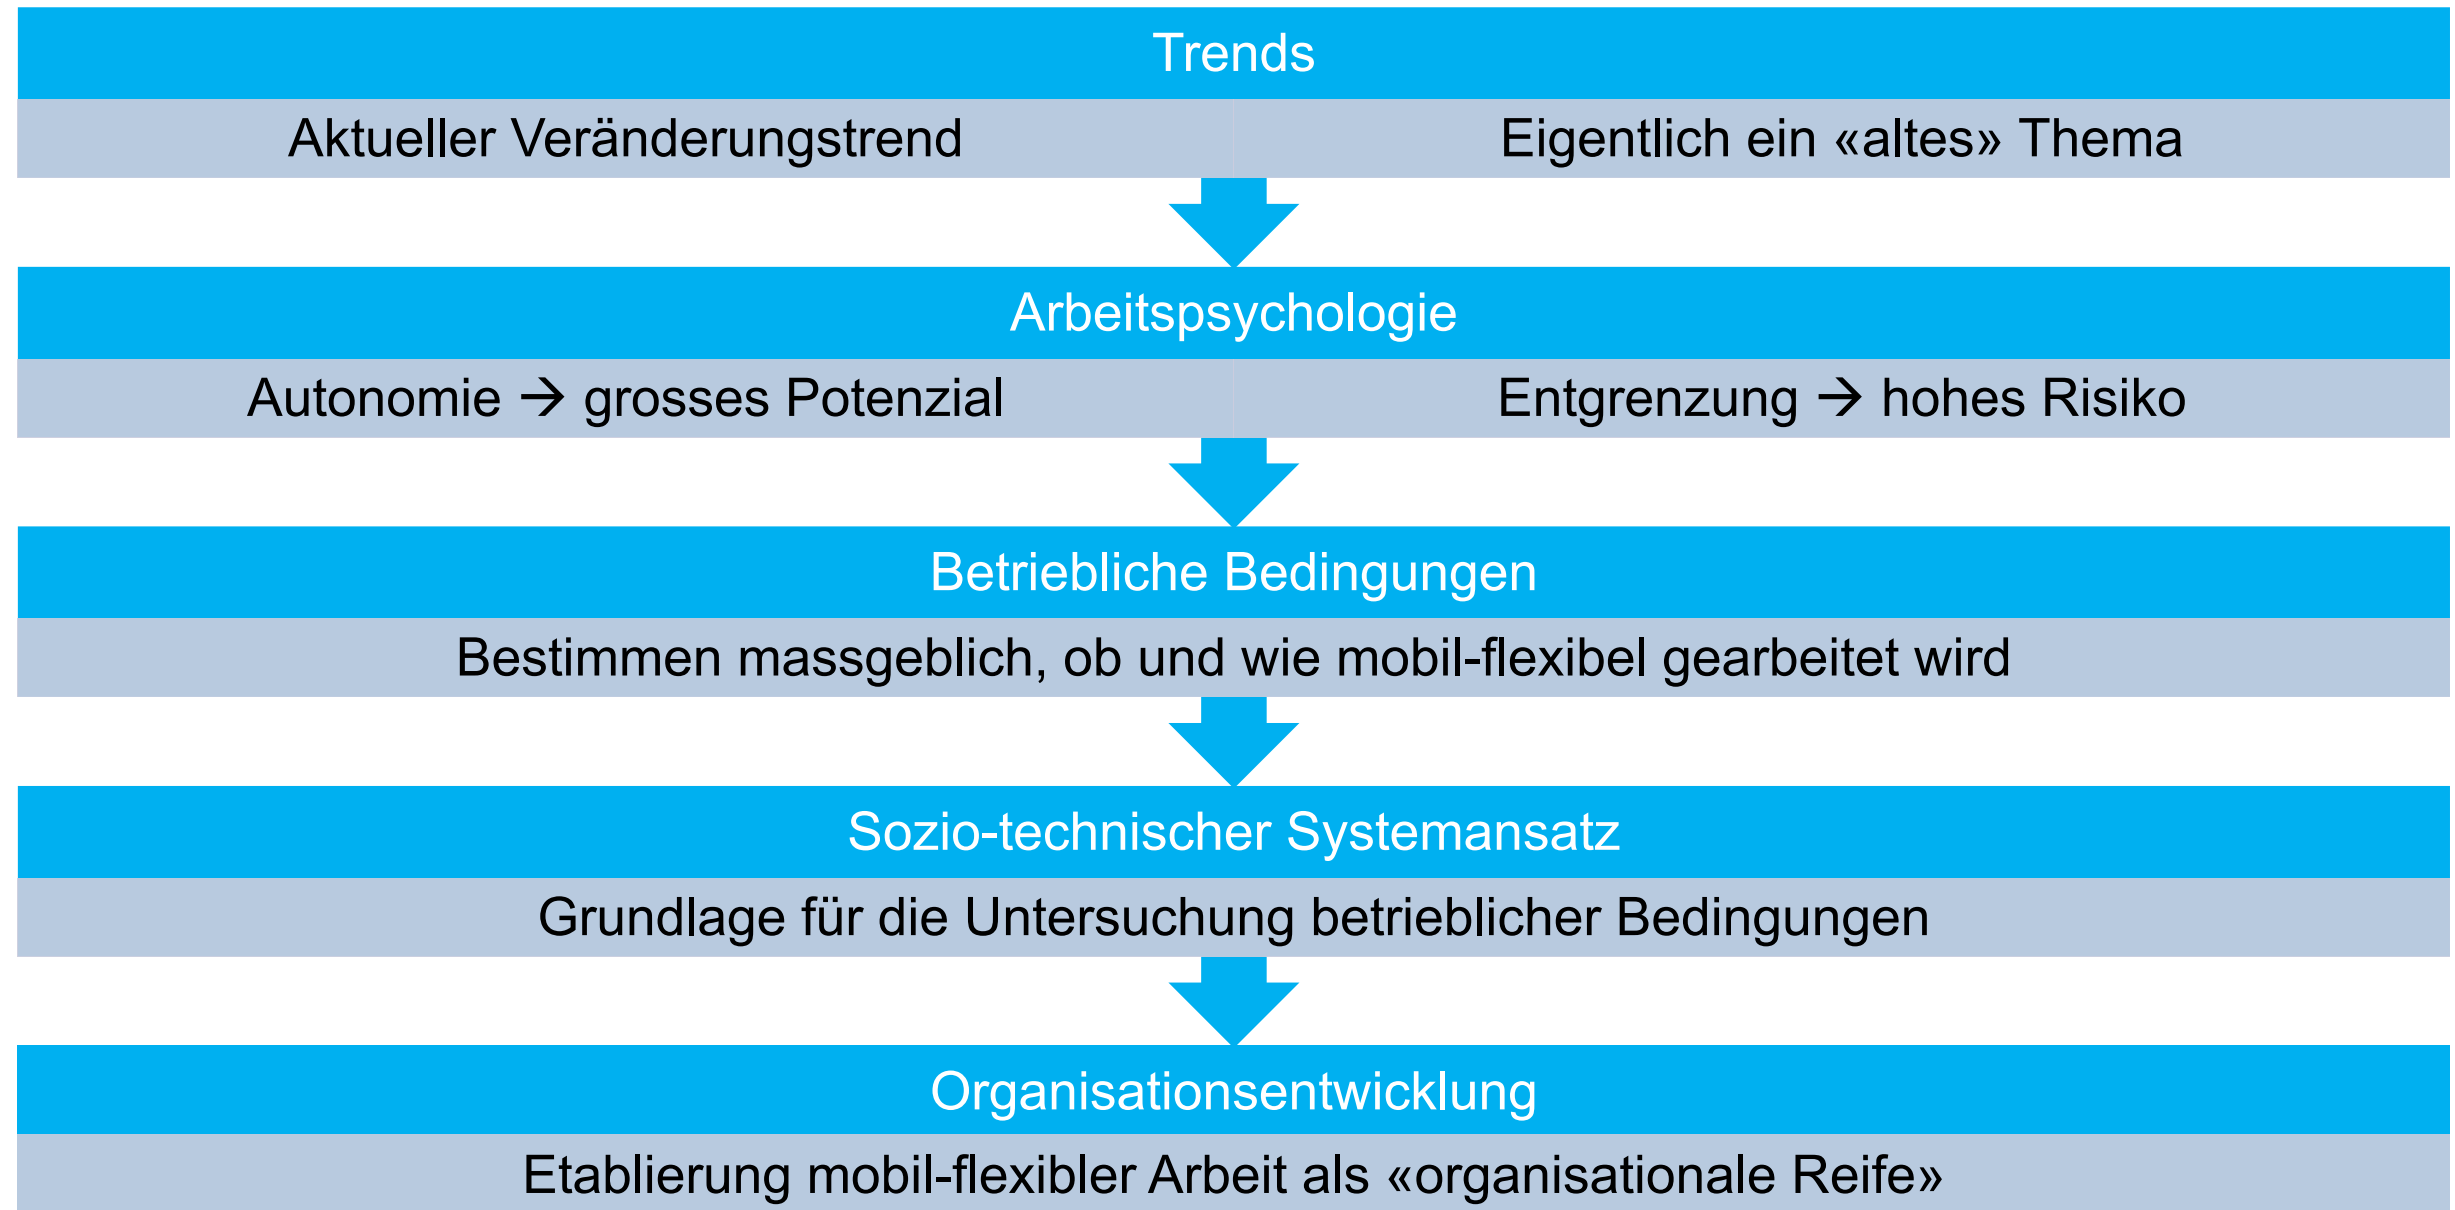 Trends
Aktueller Veränderungstrend
Eigentlich ein «altes» Thema
Arbeitspsychologie
Autonomie → grosses Potenzial
Entgrenzung → hohes Risiko
Betriebliche Bedingungen
Bestimmen massgeblich, ob und wie mobil-flexibel gearbeitet wird
Sozio-technischer Systemansatz
Grundlage für die Untersuchung betrieblicher Bedingungen
Organisationsentwicklung
Etablierung mobil-flexibler Arbeit als «organisationale Reife»